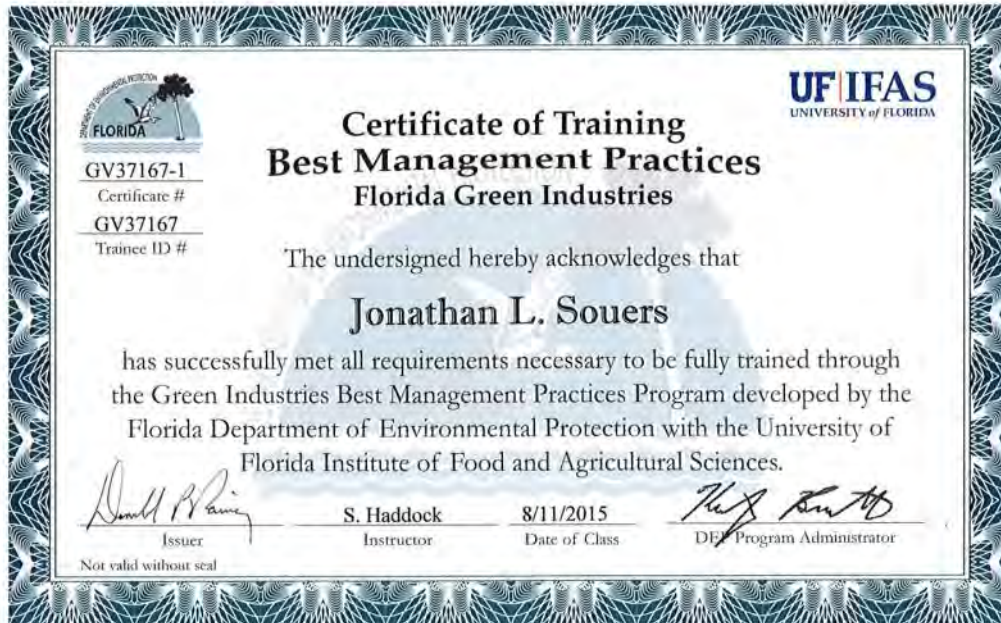 DEPARTMENT OF ENVIRONMENTAL PROTECTION
FLORIDA
UF IFAS
UNIVERSITY of FLORIDA
GV37167-1
Certificate #
GV37167
Trainee ID #
Certificate of Training
Best Management Practices
Florida Green Industries
The undersigned hereby acknowledges that
Jonathan L. Souers
has successfully met all requirements necessary to be fully trained through
the Green Industries Best Management Practices Program developed by the
Florida Department of Environmental Protection with the University of
Florida Institute of Food and Agricultural Sciences.
Issuer
S. Haddock
Instructor
8/11/2015
Date of Class
DEP Program Administrator
Not valid without seal